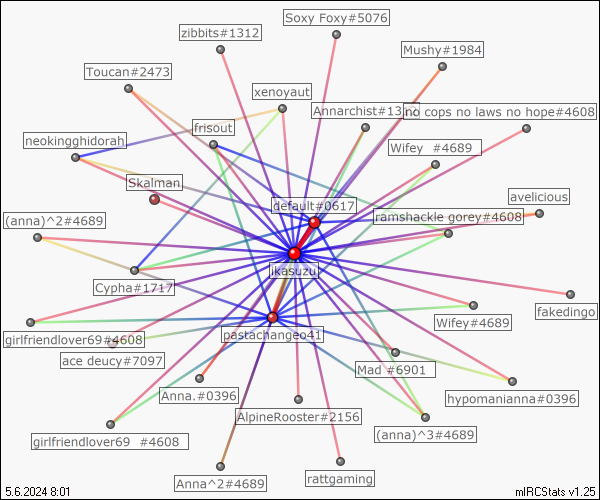 Soxy Foxy#5076
zibbits#1312
Mushy#1984
Toucan#2473
xenoyaut
no cops no laws no hope#4608
frisout
neokingghidorah
Wifey  #4689
Skalman
avelicious
default#0617
ramshackle gorey#4608
(anna)^2#4689
Ikasuzu
Cypha#1717
fakedingo
Wifey#4689
pastachangeo41
girlfriendlover69#4608
ace deucy#7097
Mad #6901
Anna.#0396
hypomanianna#0396
AlpineRooster#2156
(anna)^3#4689
girlfriendlover69  #4608
Anna^2#4689
rattgaming
5.6.2024 8:01
mIRCStats v1.25